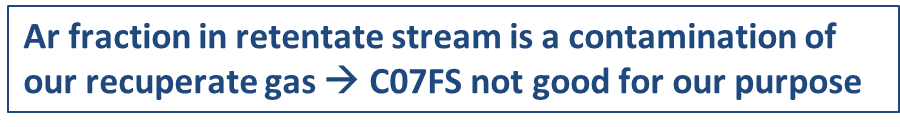 Ar fraction in retentate stream is a contamination of
our recuperate gas → C07FS not good for our purpose